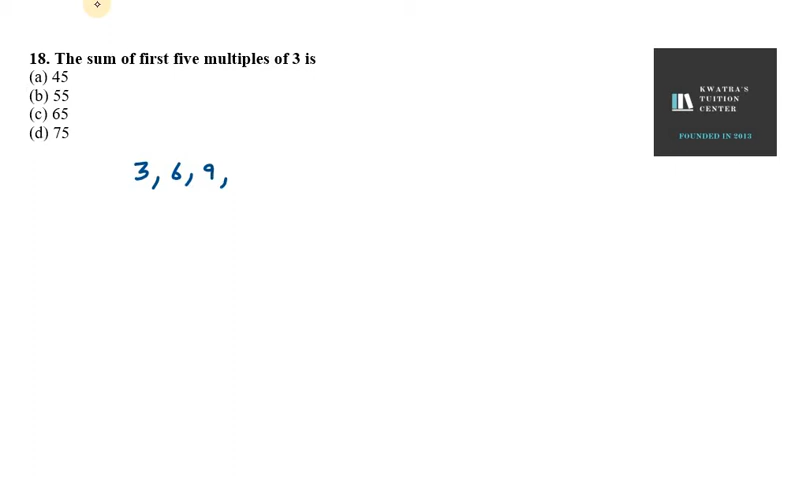 18. The sum of first five multiples of 3 is
(a) 45
(b) 55
(c) 65
(d) 75
3, 6, 9,
KWATRA'S
TUITION
CENTER
FOUNDED IN 2013